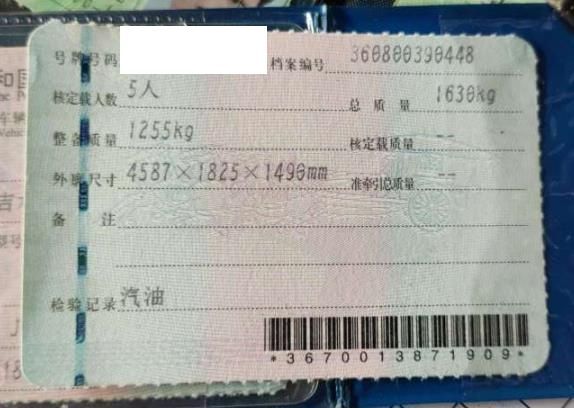 号牌号码
档案编号 360800390448
核定载人数 5人
总质量 1630kg
整备质量 1255kg
核定载质量 --
外廓尺寸 4587×1825×1490mm
准牵引总质量 --
备注
检验记录 汽油
*3670013871909*